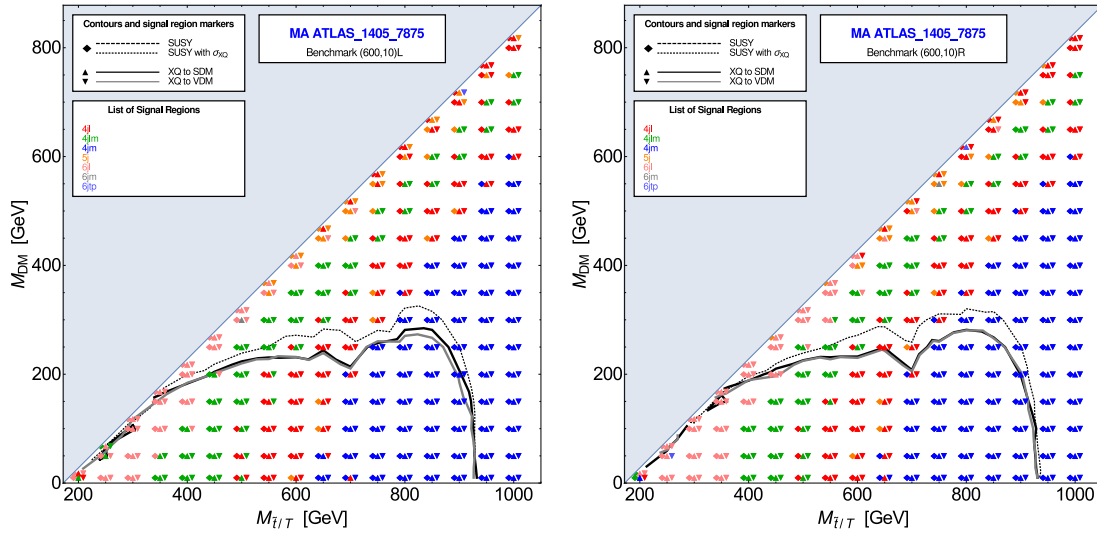 Contours and signal region markers
SUSY
SUSY with σXQ
XQ to SDM
XQ to VDM
List of Signal Regions
4jl
4jlm
4jm
5j
6jl
6jm
6jtp
MA ATLAS_1405_7875
Benchmark (600,10)L
MDM [GeV]
800
600
400
200
0
200
400
600
800
1000
Mt̃/T [GeV]
Contours and signal region markers
SUSY
SUSY with σXQ
XQ to SDM
XQ to VDM
List of Signal Regions
4jl
4jlm
4jm
5j
6jl
6jm
6jtp
MA ATLAS_1405_7875
Benchmark (600,10)R
MDM [GeV]
800
600
400
200
0
200
400
600
800
1000
Mt̃/T [GeV]